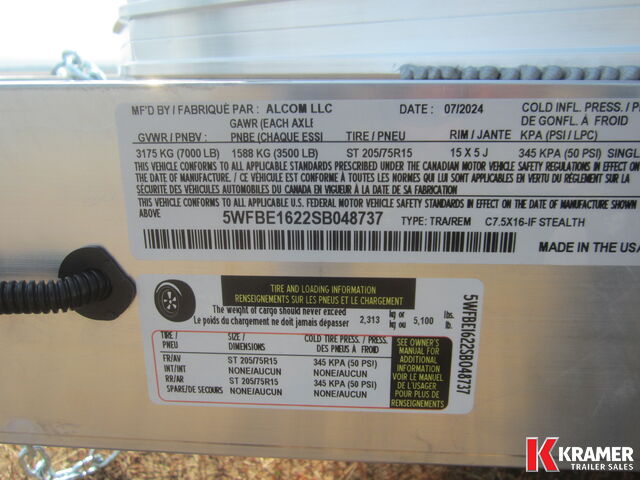 MF'D BY / FABRIQUÉ PAR : ALCOM LLC DATE : 07/2024 COLD INFL. PRESS. / P
GAWR (EACH AXLE DE GONFL. À FROID
GVWR / PNBV : PNBE (CHAQUE ESSI TIRE / PNEU RIM / JANTE KPA (PSI / LPC)
3175 KG (7000 LB) 1588 KG (3500 LB) ST 205/75R15 15 X 5 J 345 KPA (50 PSI) SINGL
THIS VEHICLE CONFORMS TO ALL APPLICABLE STANDARDS PRESCRIBED UNDER THE CANADIAN MOTOR VEHICLE SAFETY REGULATIONS IN
THE DATE OF MANUFACTURE / CE VÉHICULE EST CONFORME À TOUTES LES NORMES QUI LUI SONT APPLICABLES EN VERTU DU RÈGLEMENT SUR LA
SÉCURITÉ DES VÉHICULES AUTOMOBILES DU CANADA EN VIGUEUR À LA DATE DE SA FABRICATION
THIS VEHICLE CONFORMS TO ALL APPLICABLE U.S. FEDERAL MOTOR VEHICLE SAFETY STANDARDS IN EFFECT ON THE DATE OF MANUFACTURE SHOWN
ABOVE
5WFBE1622SB048737 TYPE: TRA/REM C7.5X16-IF STEALTH
MADE IN THE USA
TIRE AND LOADING INFORMATION
RENSEIGNEMENTS SUR LES PNEUS ET LE CHARGEMENT
The weight of cargo should never exceed
Le poids du chargement ne doit jamais dépasser
2,313 kg or 5,100 lbs.
kg ou lb.
TIRE / PNEU SIZE / DIMENSIONS COLD TIRE PRESS. / PRESS. DES PNEUS À FROID
FR/AV ST 205/75R15 345 KPA (50 PSI)
INT/INT NONE/AUCUN NONE/AUCUN
RR/AR ST 205/75R15 345 KPA (50 PSI)
SPARE/DE SECOURS NONE/AUCUN NONE/AUCUN
SEE OWNER'S
MANUAL FOR
ADDITIONAL
INFORMATION
VOIR LE MANUEL
DE L'USAGER
POUR PLUS DE
RENSEIGNEMENTS
5WFBE1622SB048737
KRAMER
TRAILER SALES